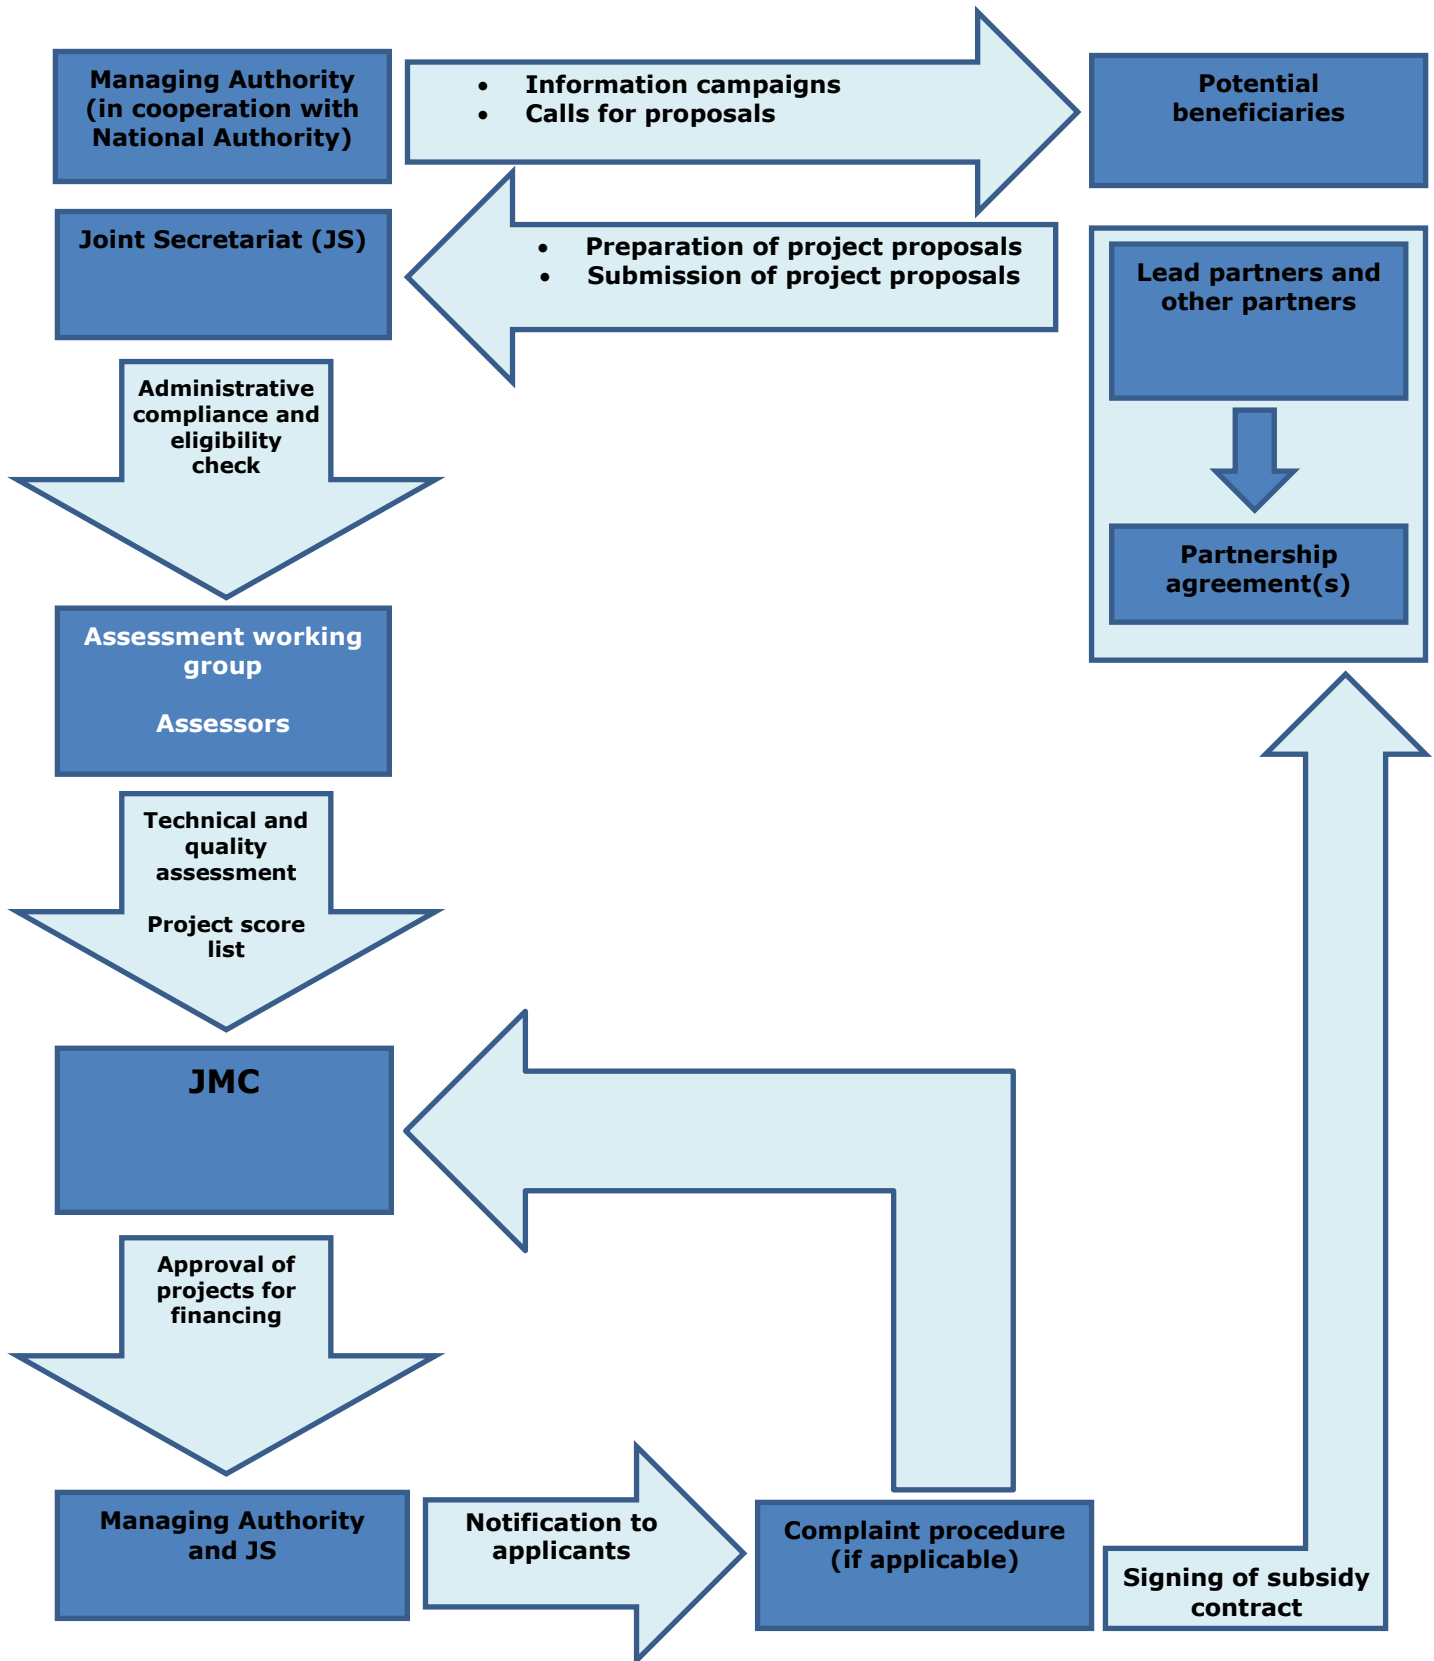 Managing Authority
(in cooperation with
National Authority)
• Information campaigns
• Calls for proposals
Potential
beneficiaries
Joint Secretariat (JS)
• Preparation of project proposals
• Submission of project proposals
Lead partners and
other partners
Partnership
agreement(s)
Administrative
compliance and
eligibility
check
Assessment working
group
Assessors
Technical and
quality
assessment
Project score
list
JMC
Approval of
projects for
financing
Managing Authority
and JS
Notification to
applicants
Complaint procedure
(if applicable)
Signing of subsidy
contract